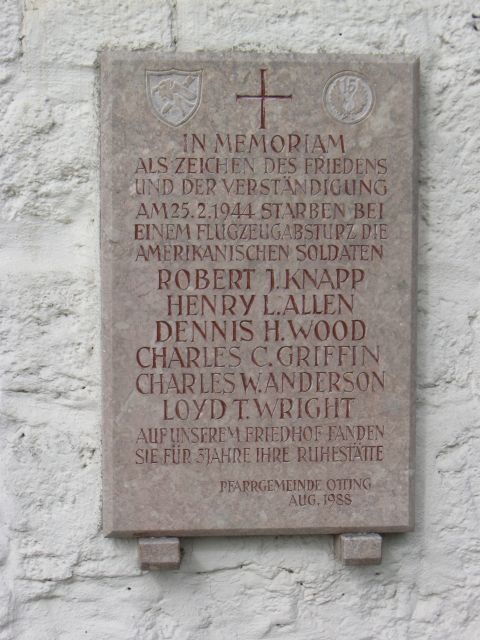 15
IN MEMORIAM
ALS ZEICHEN DES FRIEDENS
UND DER VERSTÄNDIGUNG
AM 25.2.1944 STARBEN BEI
EINEM FLUGZEUGABSTURZ DIE
AMERIKANISCHEN SOLDATEN
ROBERT J. KNAPP
HENRY L. ALLEN
DENNIS H. WOOD
CHARLES C. GRIFFIN
CHARLES W. ANDERSON
LOYD T. WRIGHT
AUF UNSEREM FRIEDHOF FANDEN
SIE FÜR 3 JAHRE IHRE RUHESTÄTTE
PFARRGEMEINDE OTTING
AUG. 1988